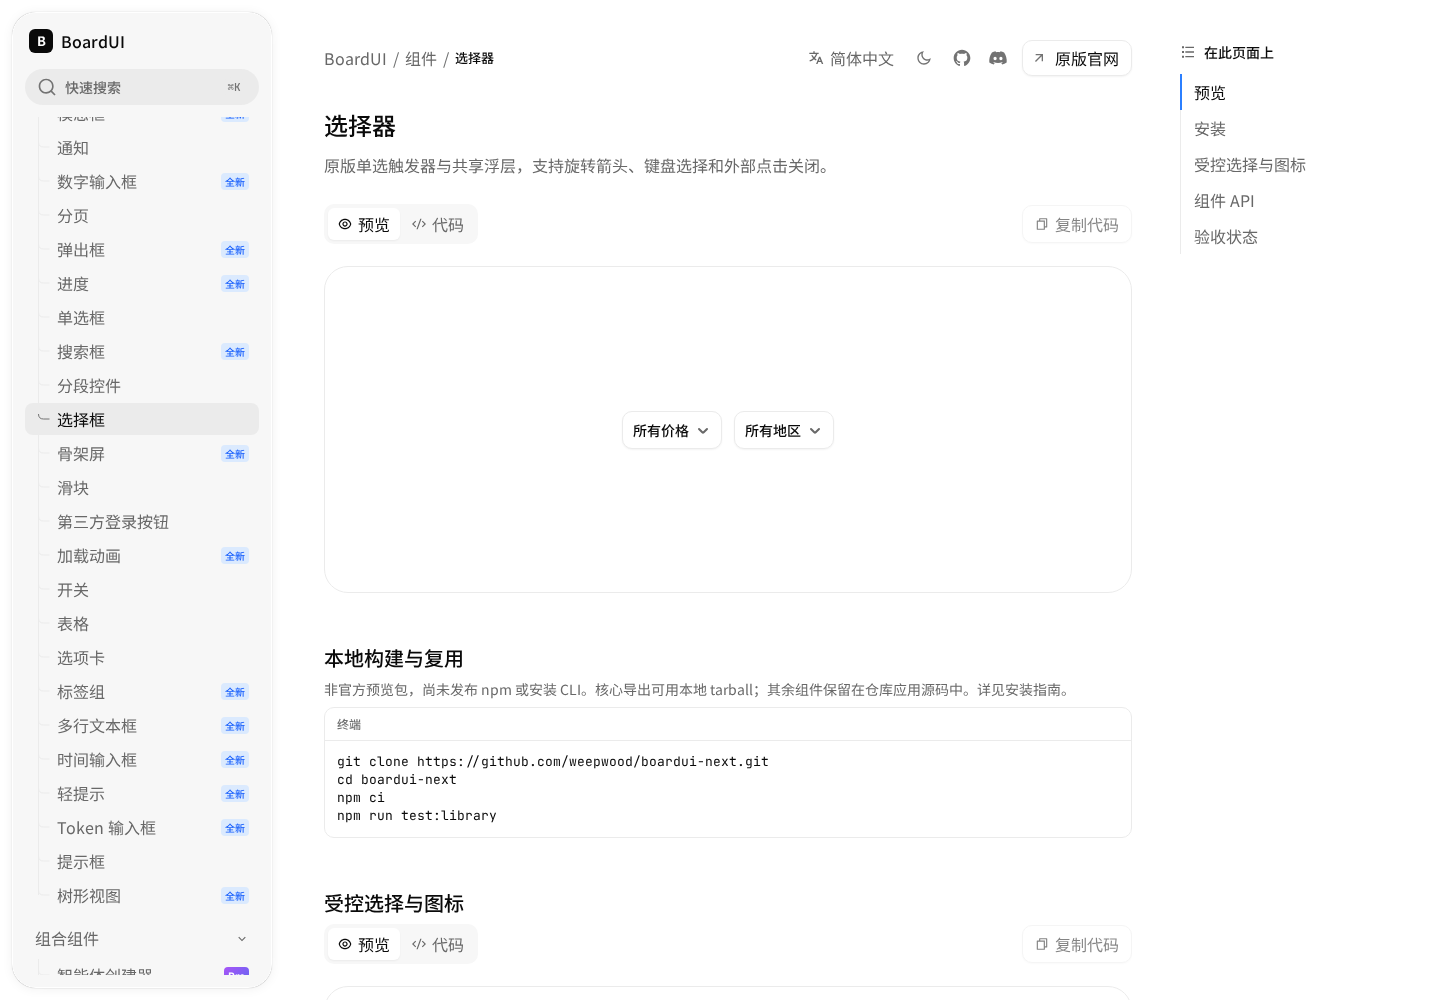 B BoardUI
快速搜索 ⌘K
通知
数字输入框 全新
分页
弹出框 全新
进度 全新
单选框
搜索框 全新
分段控件
选择框
骨架屏 全新
滑块
第三方登录按钮
加载动画 全新
开关
表格
选项卡
标签组 全新
多行文本框 全新
时间输入框 全新
轻提示 全新
Token 输入框 全新
提示框
树形视图 全新
组合组件
智能体创建器
BoardUI / 组件 / 选择器
简体中文
原版官网
选择器
原版单选触发器与共享浮层，支持旋转箭头、键盘选择和外部点击关闭。
预览 代码
复制代码
所有价格 所有地区
本地构建与复用
非官方预览包，尚未发布 npm 或安装 CLI。核心导出可用本地 tarball；其余组件保留在仓库应用源码中。详见安装指南。
终端
git clone https://github.com/weepwood/boardui-next.git
cd boardui-next
npm ci
npm run test:library
受控选择与图标
预览 代码
复制代码
在此页面上
预览
安装
受控选择与图标
组件 API
验收状态